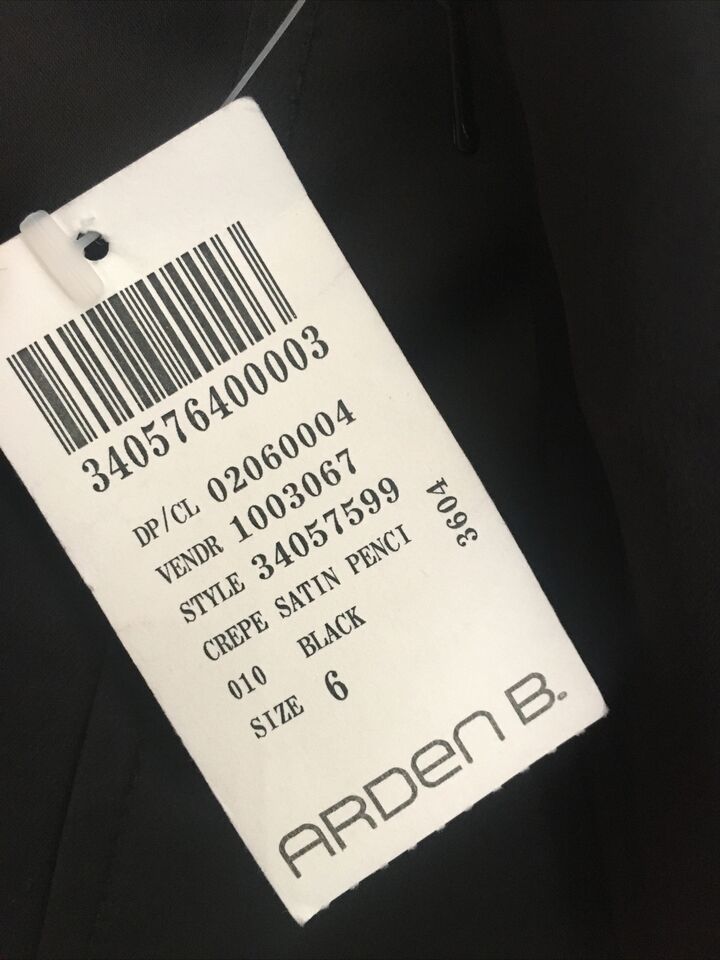 340576400003
DP/CL 02060004
VENDR 1003067
STYLE 34057599
CREPE SATIN PENCI
3604
010 BLACK
SIZE 6
ARDEN B.